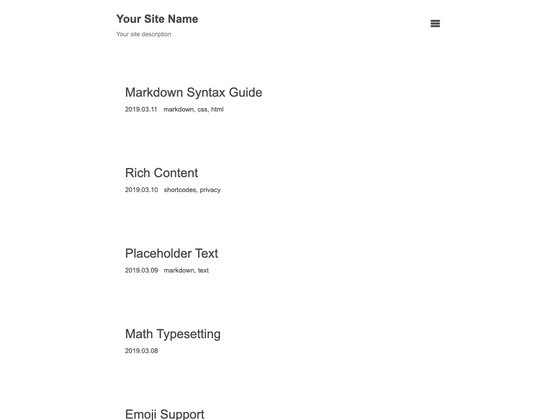 Your Site Name
Your site description
Markdown Syntax Guide
2019.03.11 markdown, css, html
Rich Content
2019.03.10 shortcodes, privacy
Placeholder Text
2019.03.09 markdown, text
Math Typesetting
2019.03.08
Emoji Support